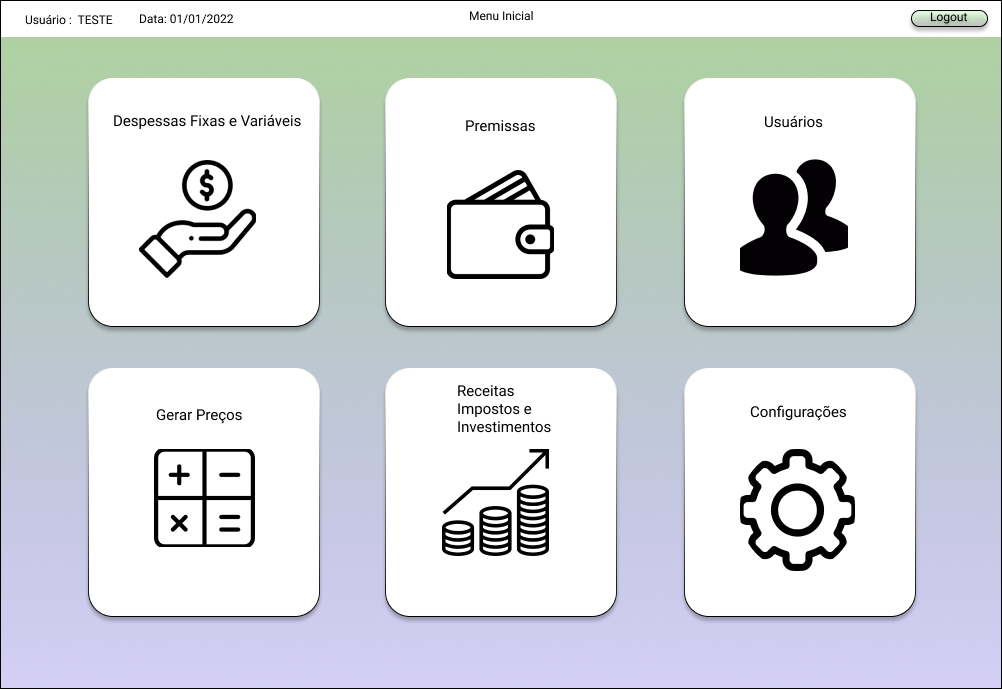 Usuário : TESTE
Data: 01/01/2022
Menu Inicial
Logout
Despessas Fixas e Variáveis
Premissas
Usuários
Gerar Preços
Receitas
Impostos e
Investimentos
Configurações